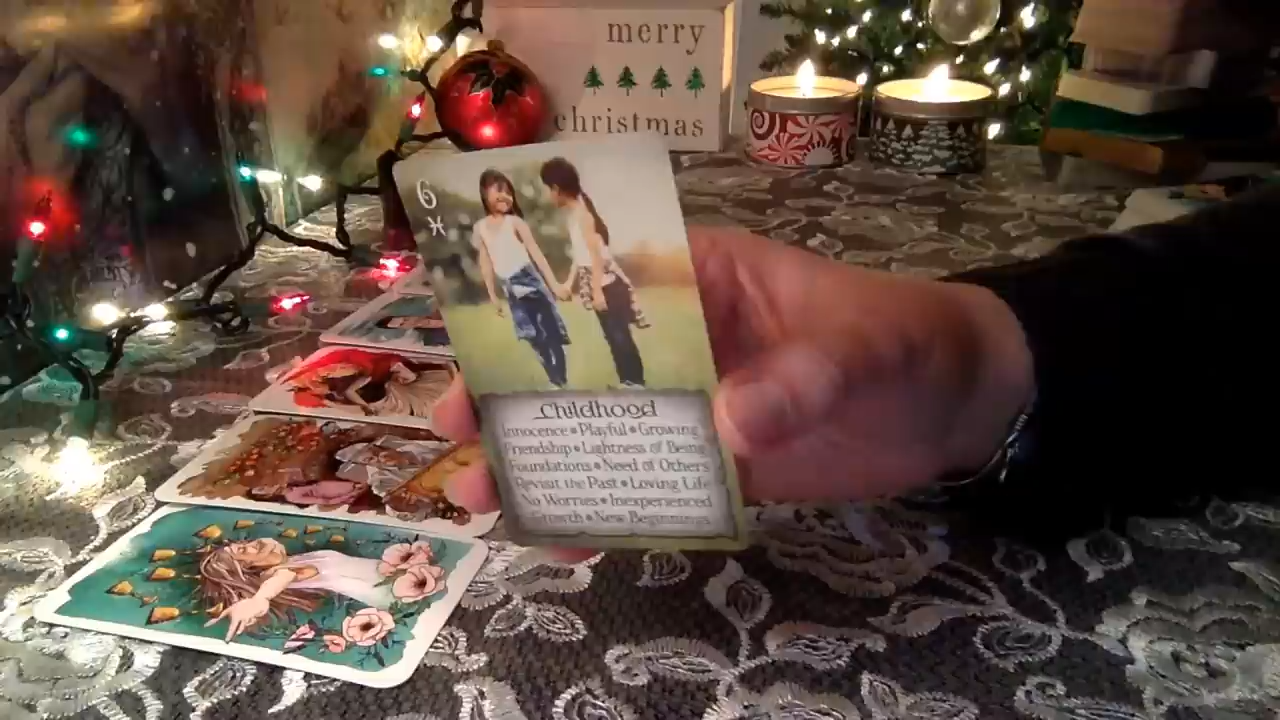 merry
christmas
6
♓
Childhood
Innocence • Playful • Growing
Friendship • Lightness of Being
Foundations • Need of Others
Revisit the Past • Loving Life
No Worries • Inexperienced
Growth • New Beginnings